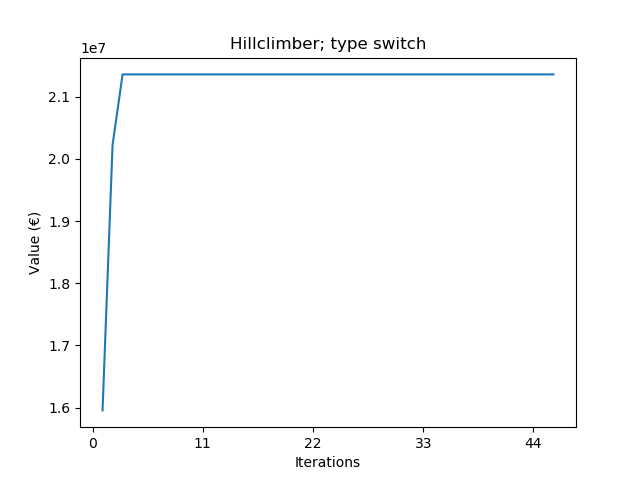 Hillclimber; type switch
1e7
2.1
2.0
1.9
1.8
1.7
1.6
Value (€)
0 11 22 33 44
Iterations